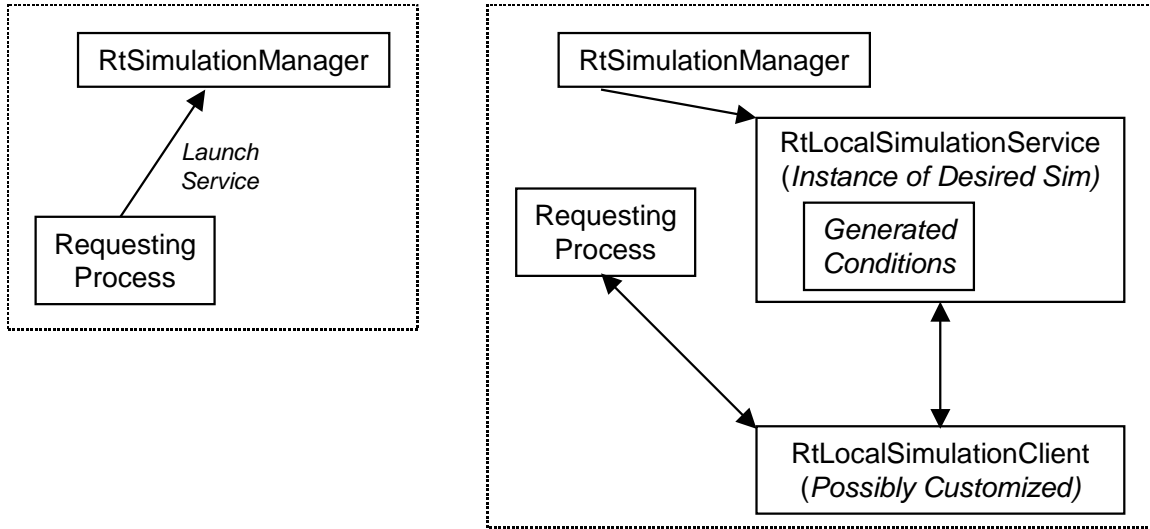 RtSimulationManager
Launch
Service
Requesting
Process
RtSimulationManager
RtLocalSimulationService
(Instance of Desired Sim)
Requesting
Process
Generated
Conditions
RtLocalSimulationClient
(Possibly Customized)